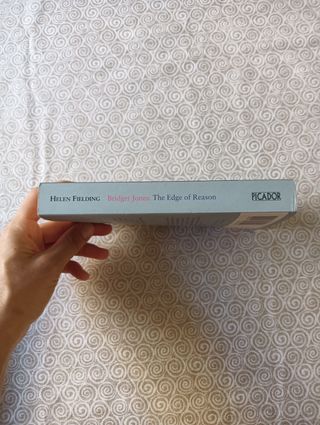 HELEN FIELDING Bridget Jones: The Edge of Reason PICADOR